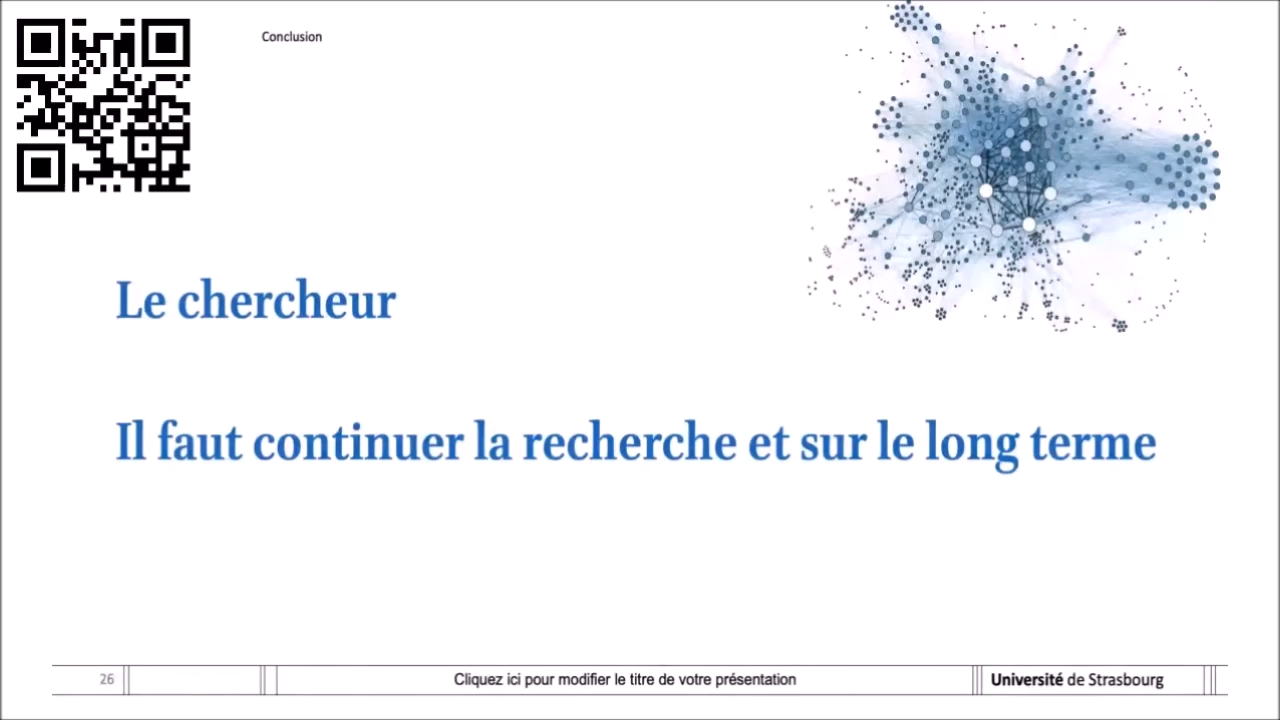 Conclusion
Le chercheur
Il faut continuer la recherche et sur le long terme
26
Cliquez ici pour modifier le titre de votre présentation
Université de Strasbourg